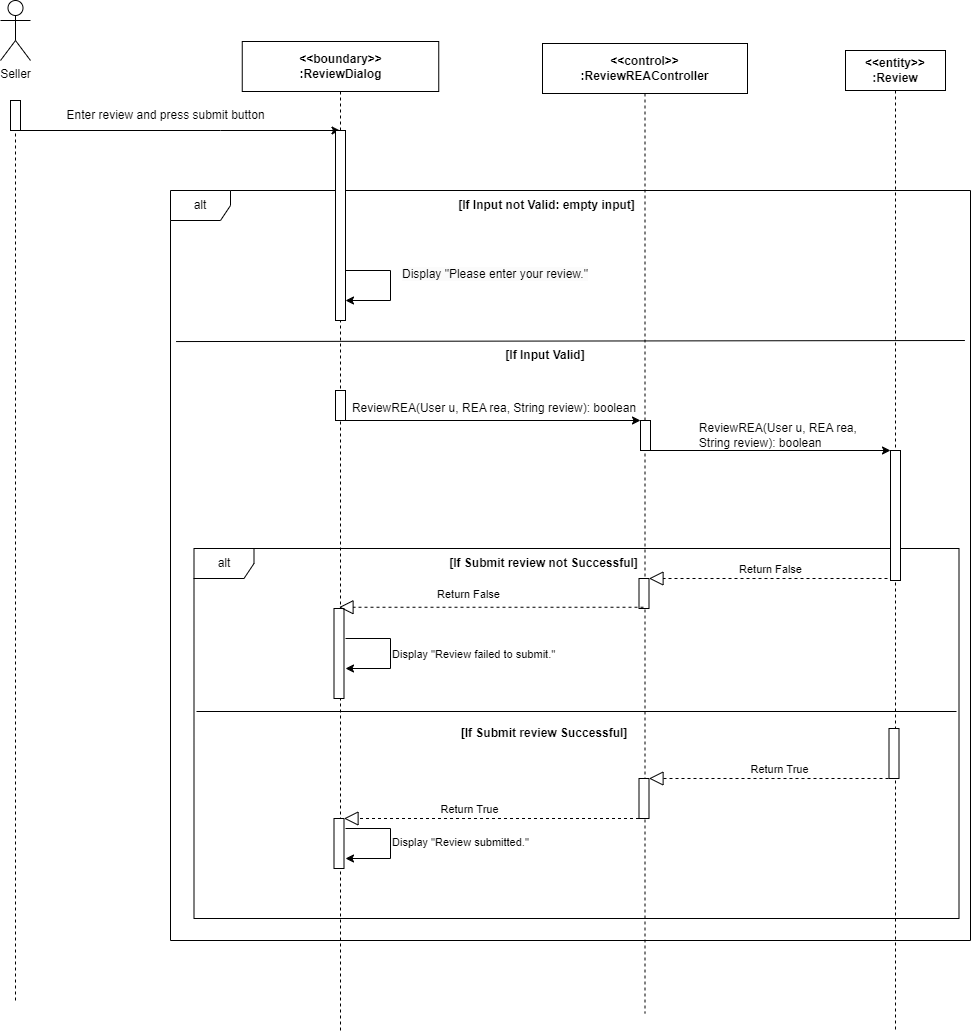 Seller
<<boundary>>
:ReviewDialog
<<control>>
:ReviewREAController
<<entity>>
:Review
Enter review and press submit button
alt
[If Input not Valid: empty input]
Display "Please enter your review."
[If Input Valid]
ReviewREA(User u, REA rea, String review): boolean
ReviewREA(User u, REA rea,
String review): boolean
alt
[If Submit review not Successful]
Return False
Return False
Display "Review failed to submit."
[If Submit review Successful]
Return True
Return True
Display "Review submitted."